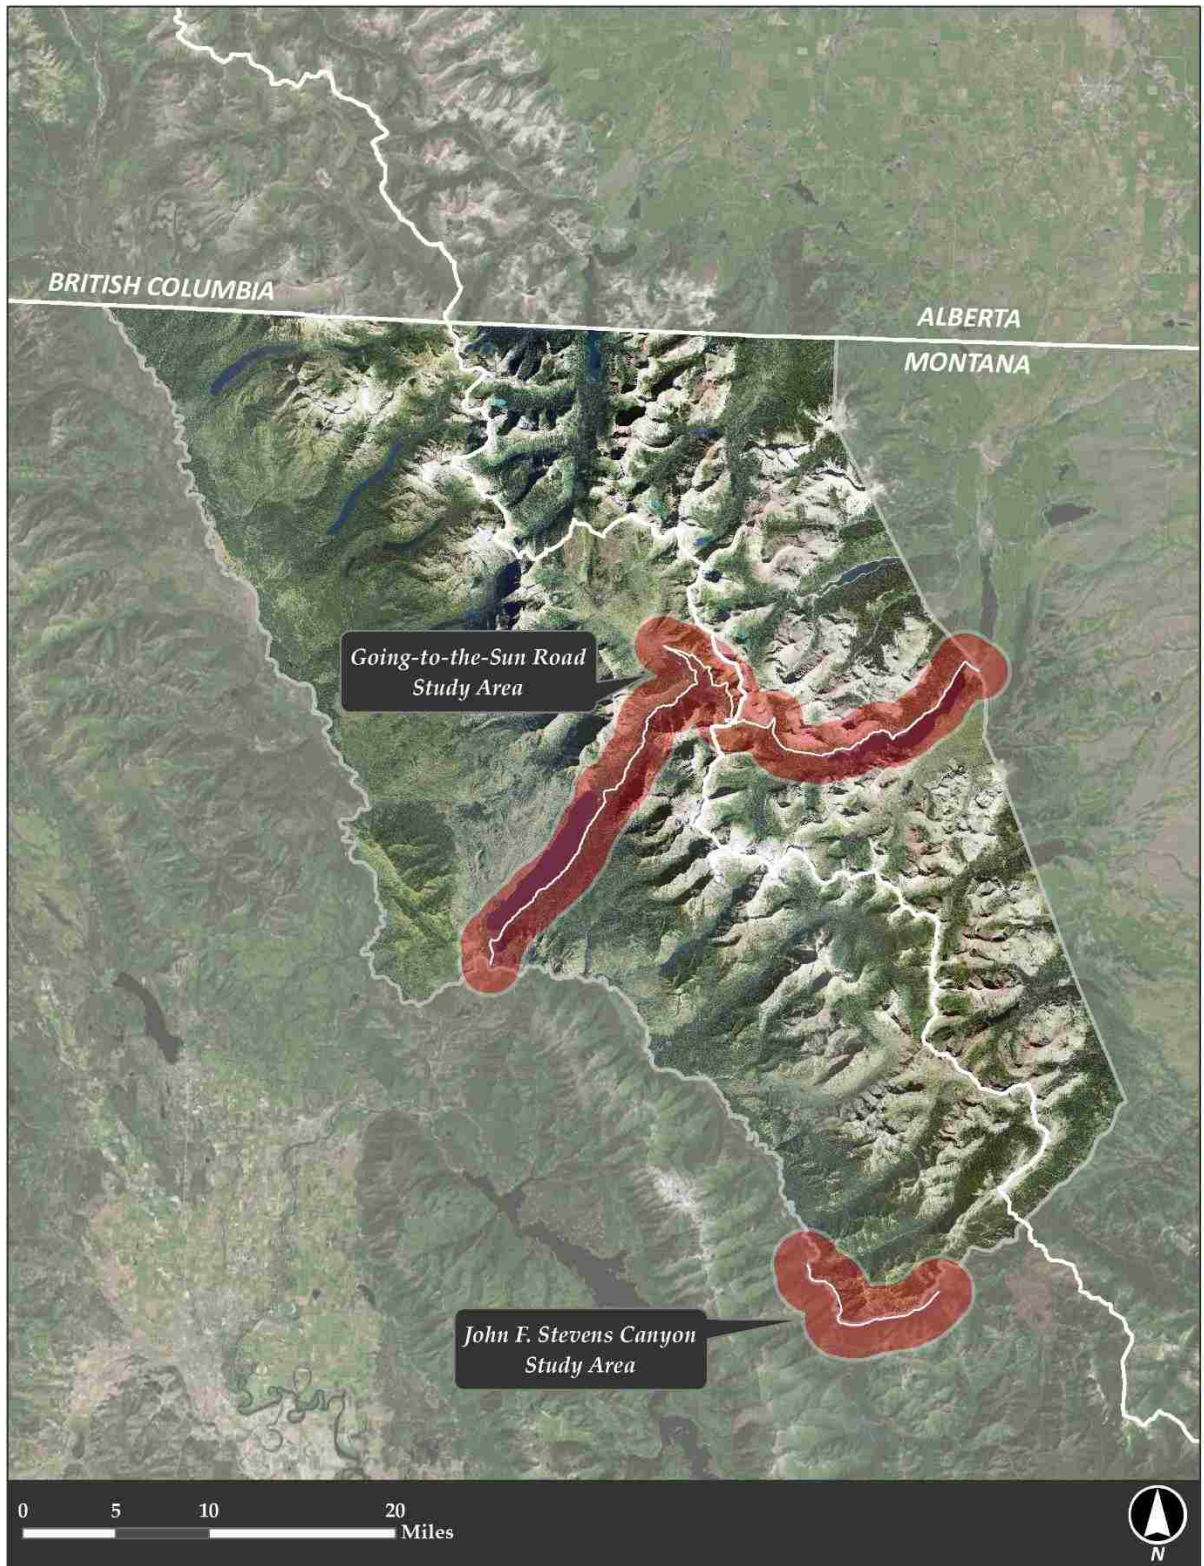 BRITISH COLUMBIA
ALBERTA
MONTANA
Going-to-the-Sun Road
Study Area
John F. Stevens Canyon
Study Area
0 5 10 20
Miles
N